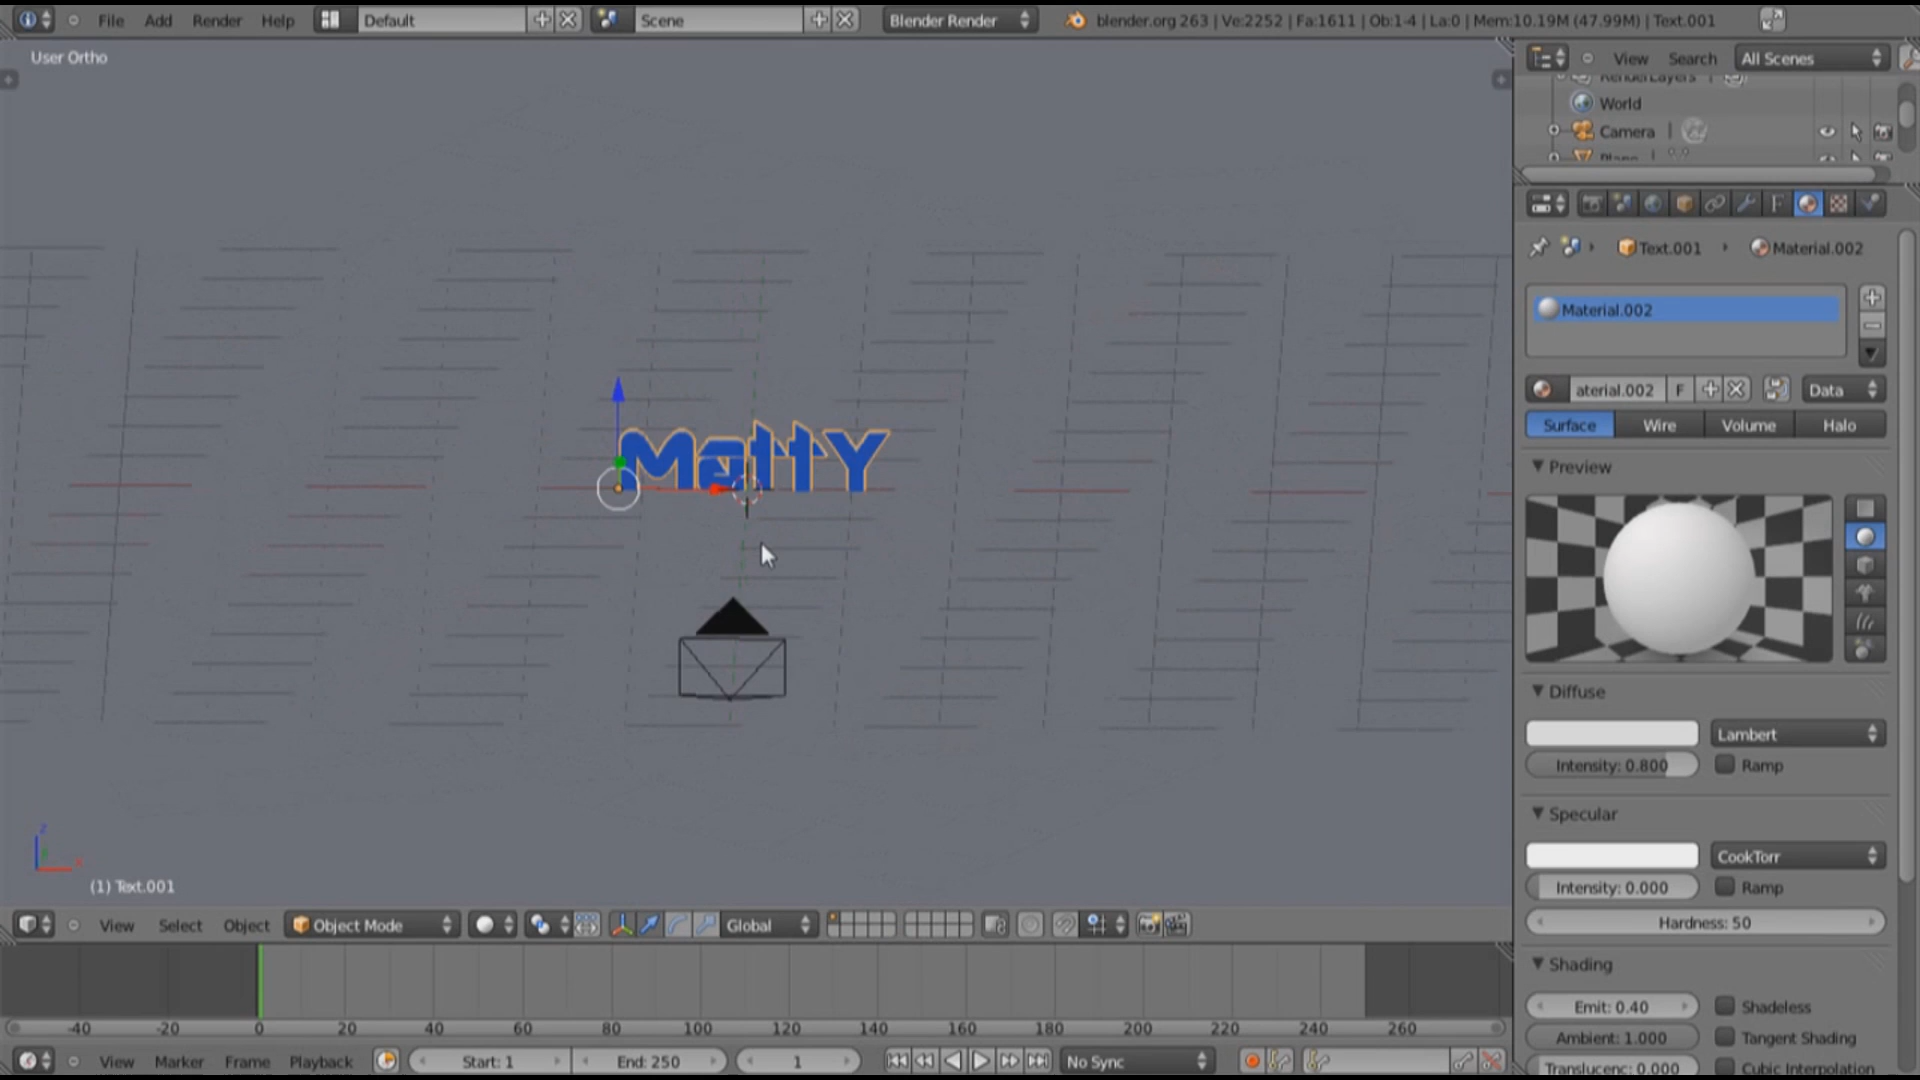 File Add Render Help Default Scene Blender Render blender.org 263 | Ve:2252 | Fa:1611 | Ob:1-4 | La:0 | Mem:10.19M (47.99M) | Text.001
User Ortho
View Search All Scenes
RenderLayers
World
Camera
Plane
Text.001 Material.002
Material.002
aterial.002 F Data
Surface Wire Volume Halo
Preview
MattY
Diffuse
Lambert
Intensity: 0.800 Ramp
Specular
CookTorr
Intensity: 0.000 Ramp
Hardness: 50
Shading
Emit: 0.40 Shadeless
Ambient: 1.000 Tangent Shading
Translucenc: 0.000 Cubic Interpolation
z
x
(1) Text.001
View Select Object Object Mode Global
-40 -20 0 20 40 60 80 100 120 140 160 180 200 220 240 260
View Marker Frame Playback Start: 1 End: 250 1 No Sync